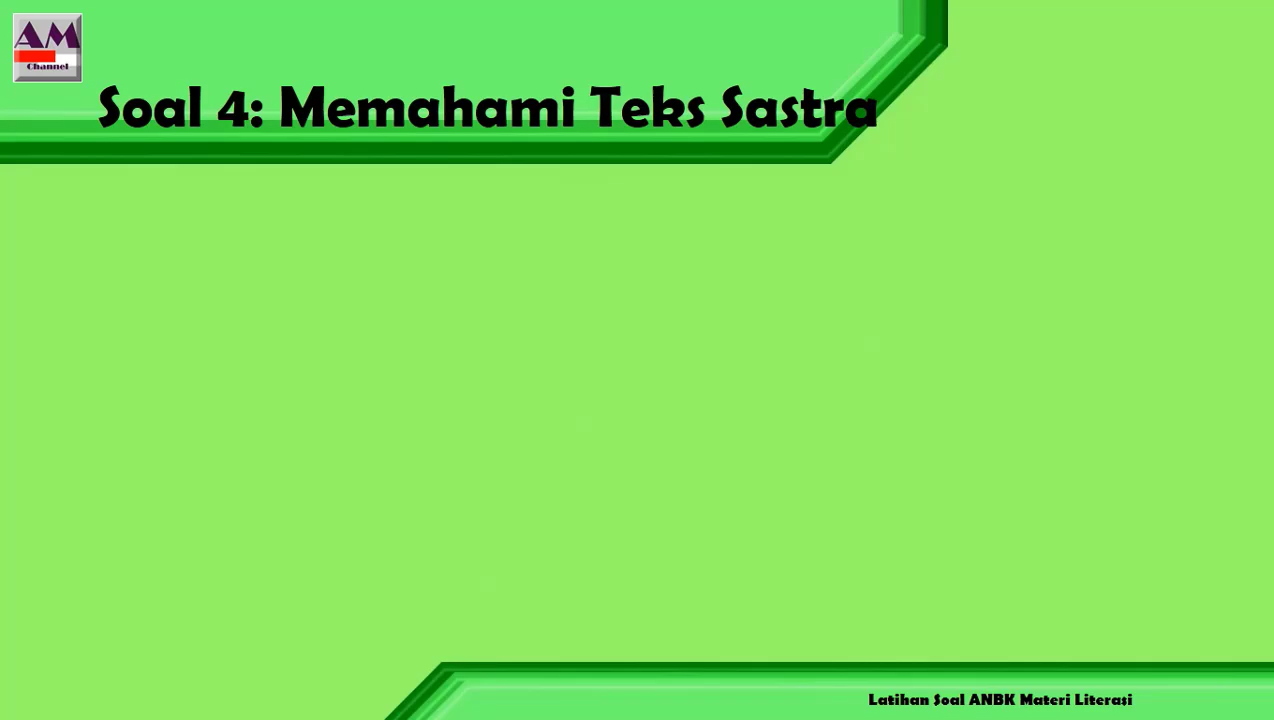 AM
Channel
Soal 4: Memahami Teks Sastra
Latihan Soal ANBK Materi Literasi